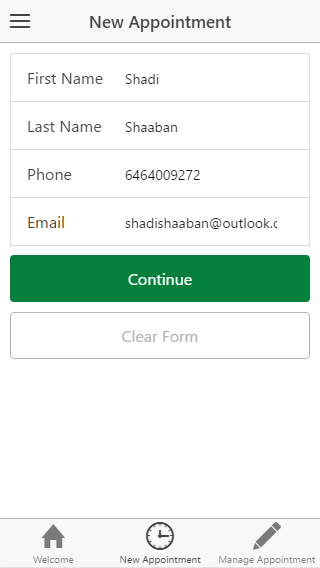 New Appointment
First Name Shadi
Last Name Shaaban
Phone 6464009272
Email shadishaaban@outlook.c
Continue
Clear Form
Welcome New Appointment Manage Appointment